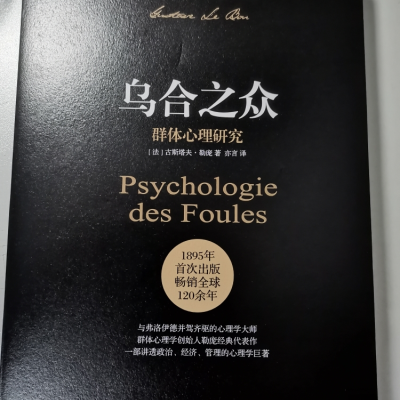 Gustave Le Bon
乌合之众
群体心理研究
[法]古斯塔夫·勒庞 著 亦言 译
Psychologie
des Foules
1895年
首次出版
畅销全球
120余年
与弗洛伊德并驾齐驱的心理学大师
群体心理学创始人勒庞经典代表作
一部讲透政治、经济、管理的心理学巨著